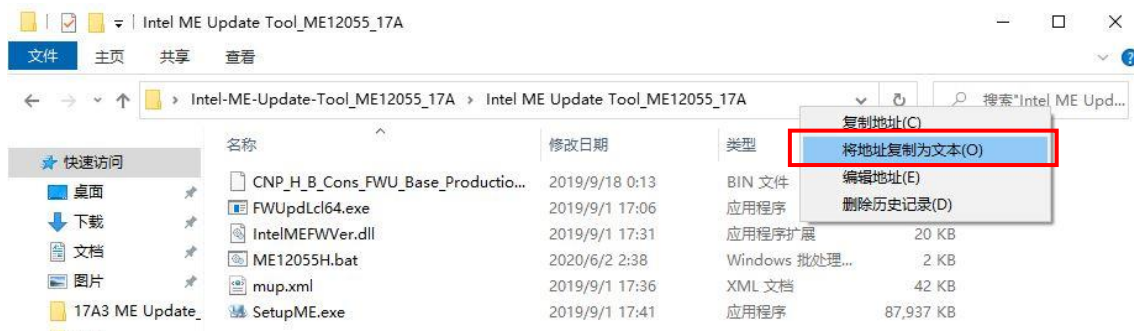 Intel ME Update Tool_ME12055_17A
文件 主页 共享 查看
Intel-ME-Update-Tool_ME12055_17A › Intel ME Update Tool_ME12055_17A 搜索"Intel ME Upd...
复制地址(C)
将地址复制为文本(O)
编辑地址(E)
删除历史记录(D)
快速访问
桌面
下载
文档
图片
17A3 ME Update_
名称 修改日期 类型
CNP_H_B_Cons_FWU_Base_Productio... 2019/9/18 0:13 BIN 文件
FWUpdLcl64.exe 2019/9/1 17:06 应用程序
IntelMEFWVer.dll 2019/9/1 17:31 应用程序扩展 20 KB
ME12055H.bat 2020/6/2 2:38 Windows 批处理... 2 KB
mup.xml 2019/9/1 17:36 XML 文档 42 KB
SetupME.exe 2019/9/1 17:41 应用程序 87,937 KB